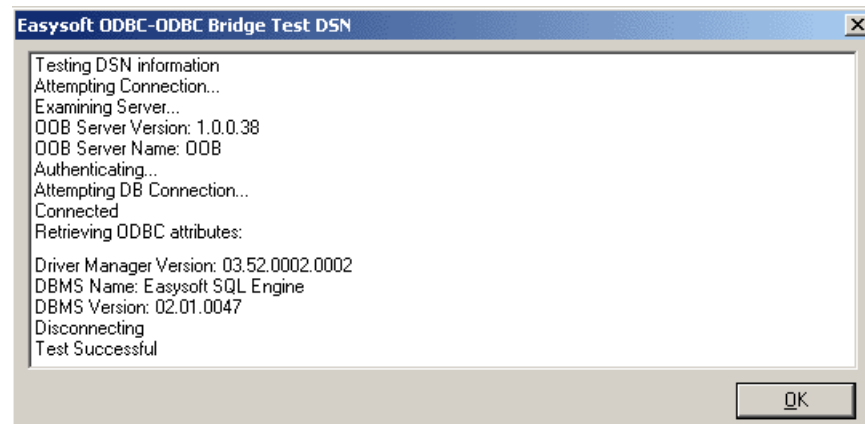 Easysoft ODBC-ODBC Bridge Test DSN
Testing DSN information
Attempting Connection...
Examining Server...
OOB Server Version: 1.0.0.38
OOB Server Name: OOB
Authenticating...
Attempting DB Connection...
Connected
Retrieving ODBC attributes:
Driver Manager Version: 03.52.0002.0002
DBMS Name: Easysoft SQL Engine
DBMS Version: 02.01.0047
Disconnecting
Test Successful
OK